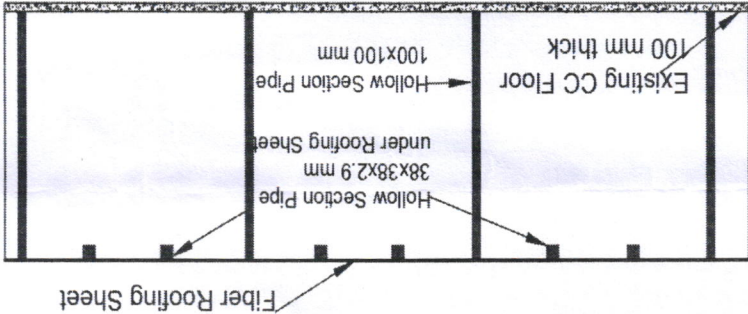 Fiber Roofing Sheet
Hollow Section Pipe
38x38x2.9 mm
under Roofing Sheet
Existing CC Floor
100 mm thick
Hollow Section Pipe
100x100 mm